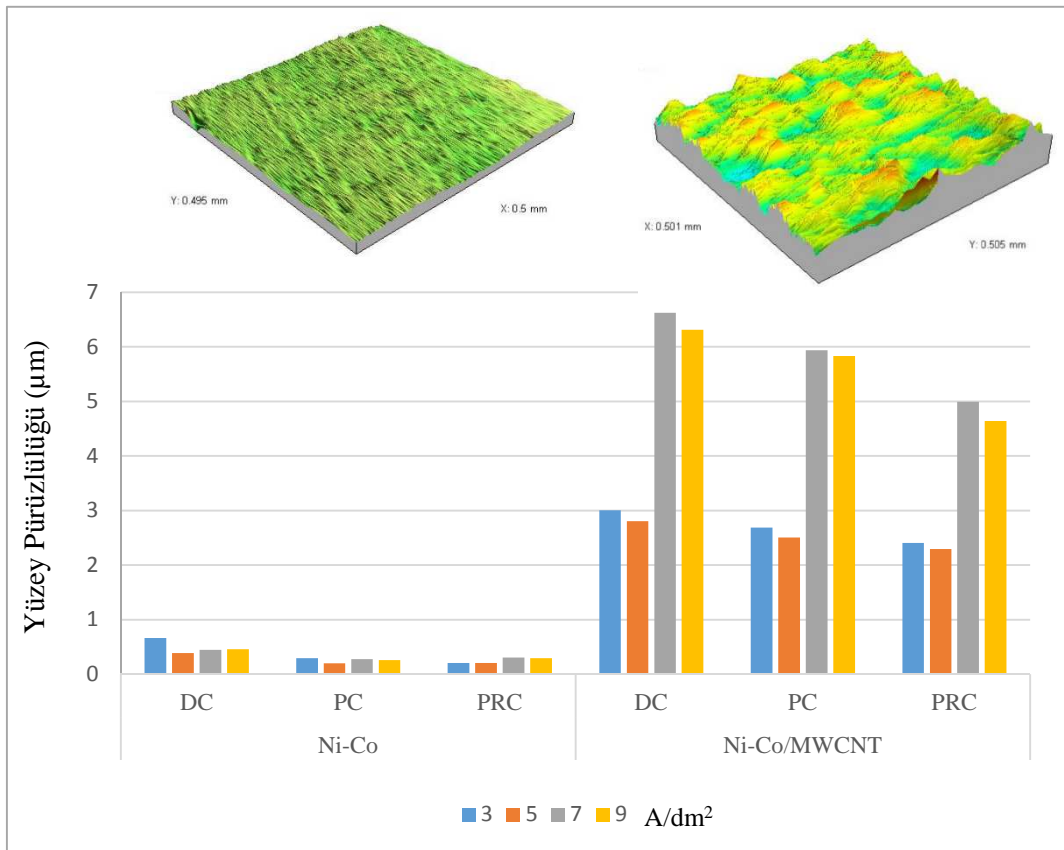 Y: 0.495 mm
X: 0.5 mm
X: 0.501 mm
Y: 0.505 mm
Yüzey Pürüzlülüğü (µm)
7
6
5
4
3
2
1
0
DC PC PRC DC PC PRC
Ni-Co Ni-Co/MWCNT
3 5 7 9 A/dm²